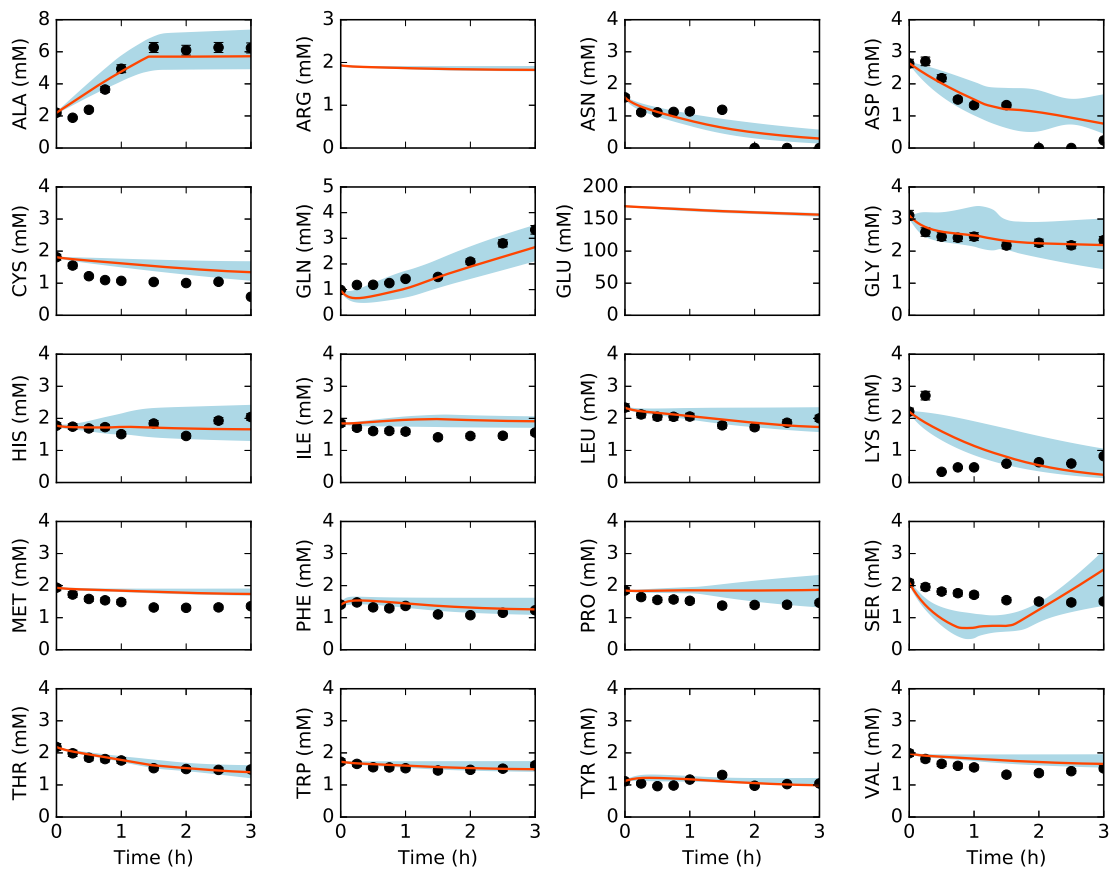 ALA (mM) 8 6 4 2 0
ARG (mM) 3 2 1 0
ASN (mM) 4 3 2 1 0
ASP (mM) 4 3 2 1 0
CYS (mM) 4 3 2 1 0
GLN (mM) 5 4 3 2 1 0
GLU (mM) 200 150 100 50 0
GLY (mM) 4 3 2 1 0
HIS (mM) 4 3 2 1 0
ILE (mM) 4 3 2 1 0
LEU (mM) 4 3 2 1 0
LYS (mM) 4 3 2 1 0
MET (mM) 4 3 2 1 0
PHE (mM) 4 3 2 1 0
PRO (mM) 4 3 2 1 0
SER (mM) 4 3 2 1 0
THR (mM) 4 3 2 1 0
TRP (mM) 4 3 2 1 0
TYR (mM) 4 3 2 1 0
VAL (mM) 4 3 2 1 0
0 1 2 3 0 1 2 3 0 1 2 3 0 1 2 3
Time (h) Time (h) Time (h) Time (h)